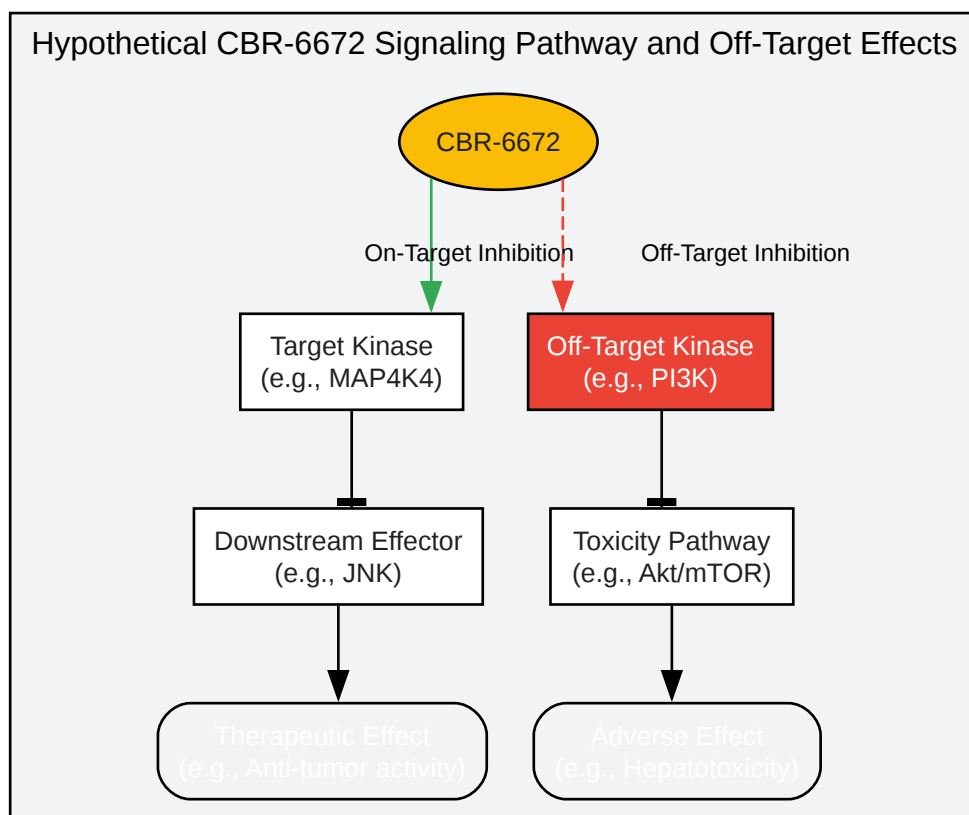 Hypothetical CBR-6672 Signaling Pathway and Off-Target Effects
CBR-6672
On-Target Inhibition
Off-Target Inhibition
Target Kinase
(e.g., MAP4K4)
Off-Target Kinase
(e.g., PI3K)
Downstream Effector
(e.g., JNK)
Toxicity Pathway
(e.g., Akt/mTOR)
Therapeutic Effect
(e.g., Anti-tumor activity)
Adverse Effect
(e.g., Hepatotoxicity)